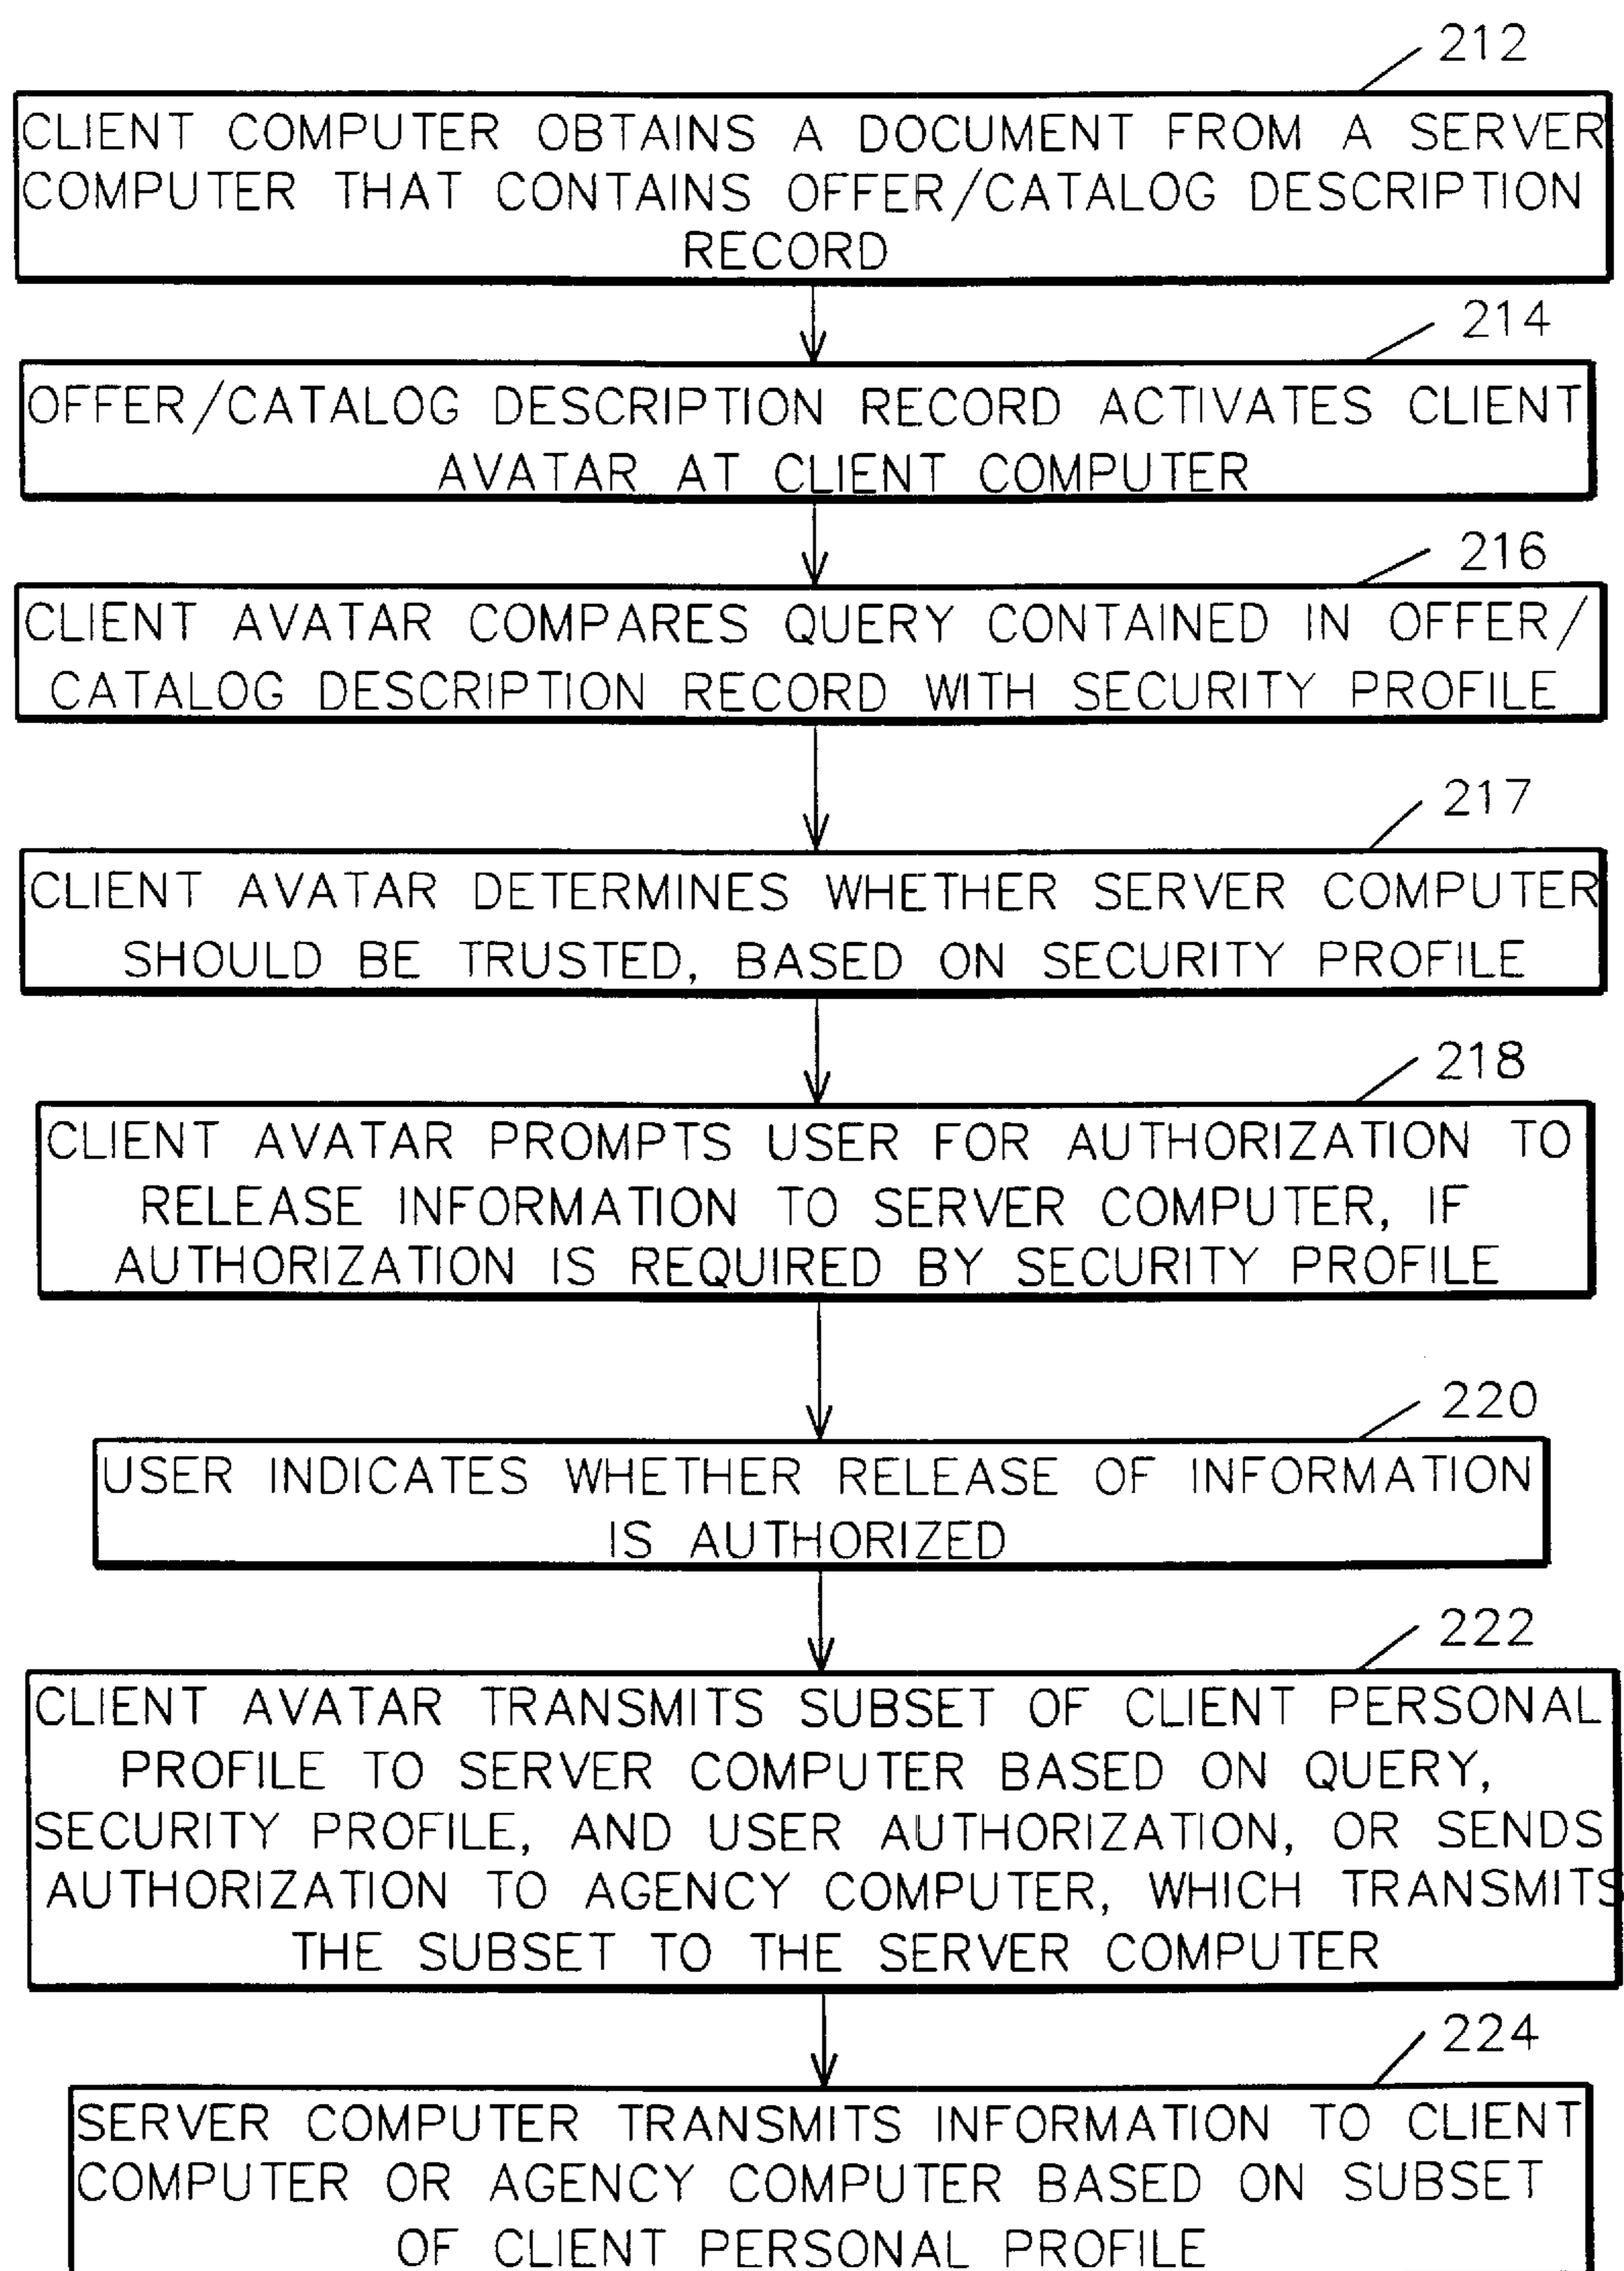 212
CLIENT COMPUTER OBTAINS A DOCUMENT FROM A SERVER
COMPUTER THAT CONTAINS OFFER/CATALOG DESCRIPTION
RECORD
214
OFFER/CATALOG DESCRIPTION RECORD ACTIVATES CLIENT
AVATAR AT CLIENT COMPUTER
216
CLIENT AVATAR COMPARES QUERY CONTAINED IN OFFER/
CATALOG DESCRIPTION RECORD WITH SECURITY PROFILE
217
CLIENT AVATAR DETERMINES WHETHER SERVER COMPUTER
SHOULD BE TRUSTED, BASED ON SECURITY PROFILE
218
CLIENT AVATAR PROMPTS USER FOR AUTHORIZATION TO
RELEASE INFORMATION TO SERVER COMPUTER, IF
AUTHORIZATION IS REQUIRED BY SECURITY PROFILE
220
USER INDICATES WHETHER RELEASE OF INFORMATION
IS AUTHORIZED
222
CLIENT AVATAR TRANSMITS SUBSET OF CLIENT PERSONAL
PROFILE TO SERVER COMPUTER BASED ON QUERY,
SECURITY PROFILE, AND USER AUTHORIZATION, OR SENDS
AUTHORIZATION TO AGENCY COMPUTER, WHICH TRANSMITS
THE SUBSET TO THE SERVER COMPUTER
224
SERVER COMPUTER TRANSMITS INFORMATION TO CLIENT
COMPUTER OR AGENCY COMPUTER BASED ON SUBSET
OF CLIENT PERSONAL PROFILE